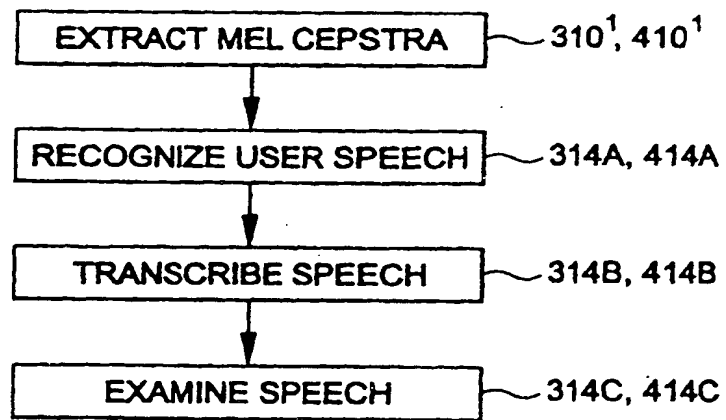 EXTRACT MEL CEPSTRA 310¹, 410¹
RECOGNIZE USER SPEECH 314A, 414A
TRANSCRIBE SPEECH 314B, 414B
EXAMINE SPEECH 314C, 414C